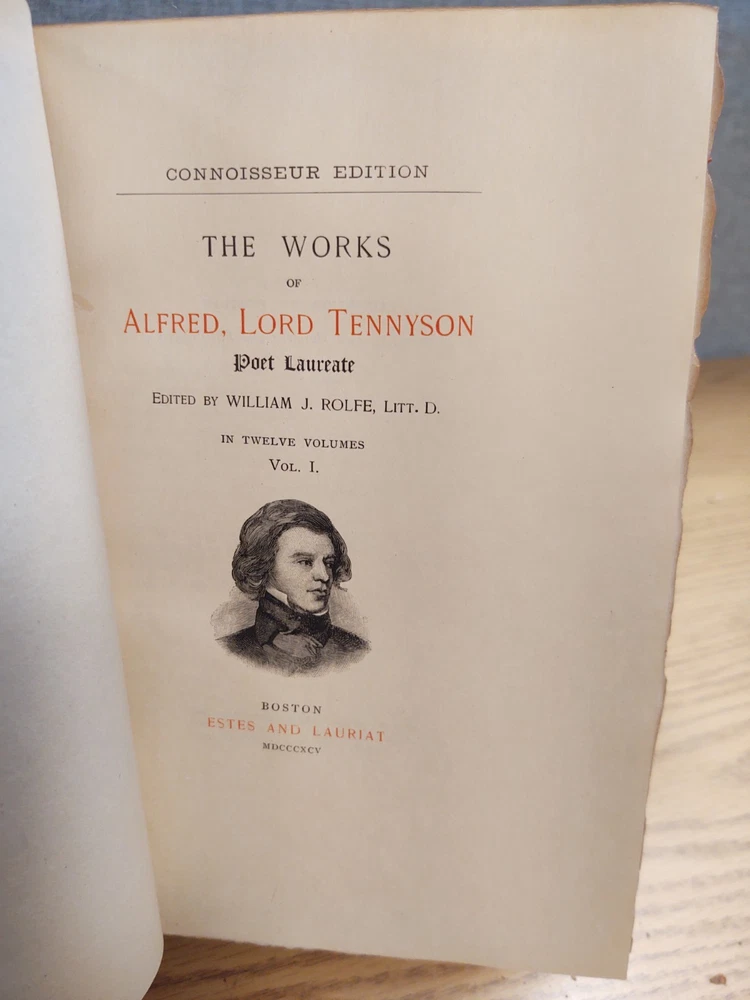 CONNOISSEUR EDITION
THE WORKS
OF
ALFRED, LORD TENNYSON
Poet Laureate
EDITED BY WILLIAM J. ROLFE, LITT. D.
IN TWELVE VOLUMES
VOL. I.
BOSTON
ESTES AND LAURIAT
MDCCCXCV